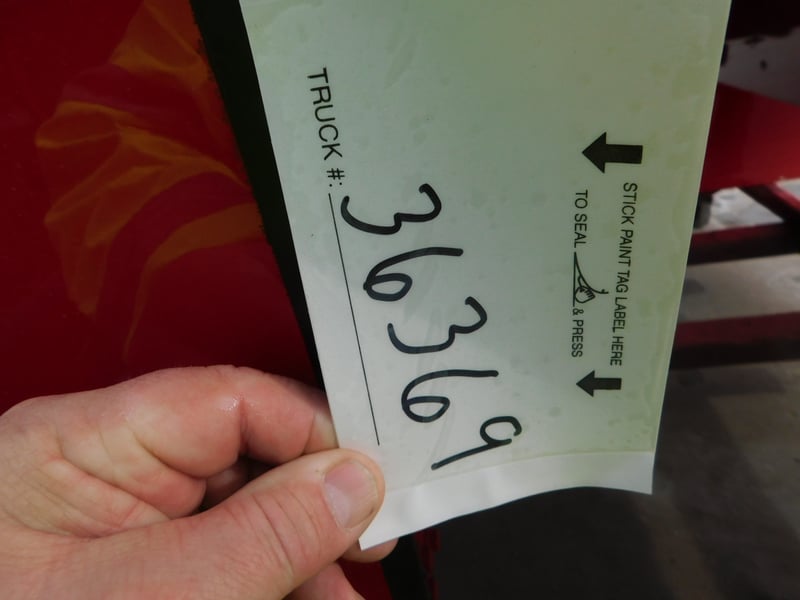 STICK PAINT TAG LABEL HERE
TO SEAL & PRESS
TRUCK #: 36369